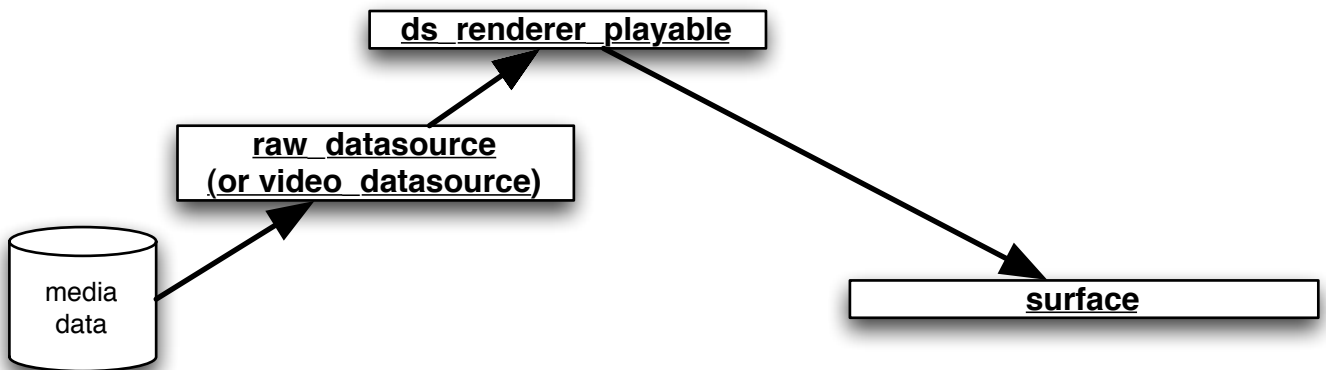 ds_renderer_playable
raw_datasource
(or video_datasource)
media
data
surface